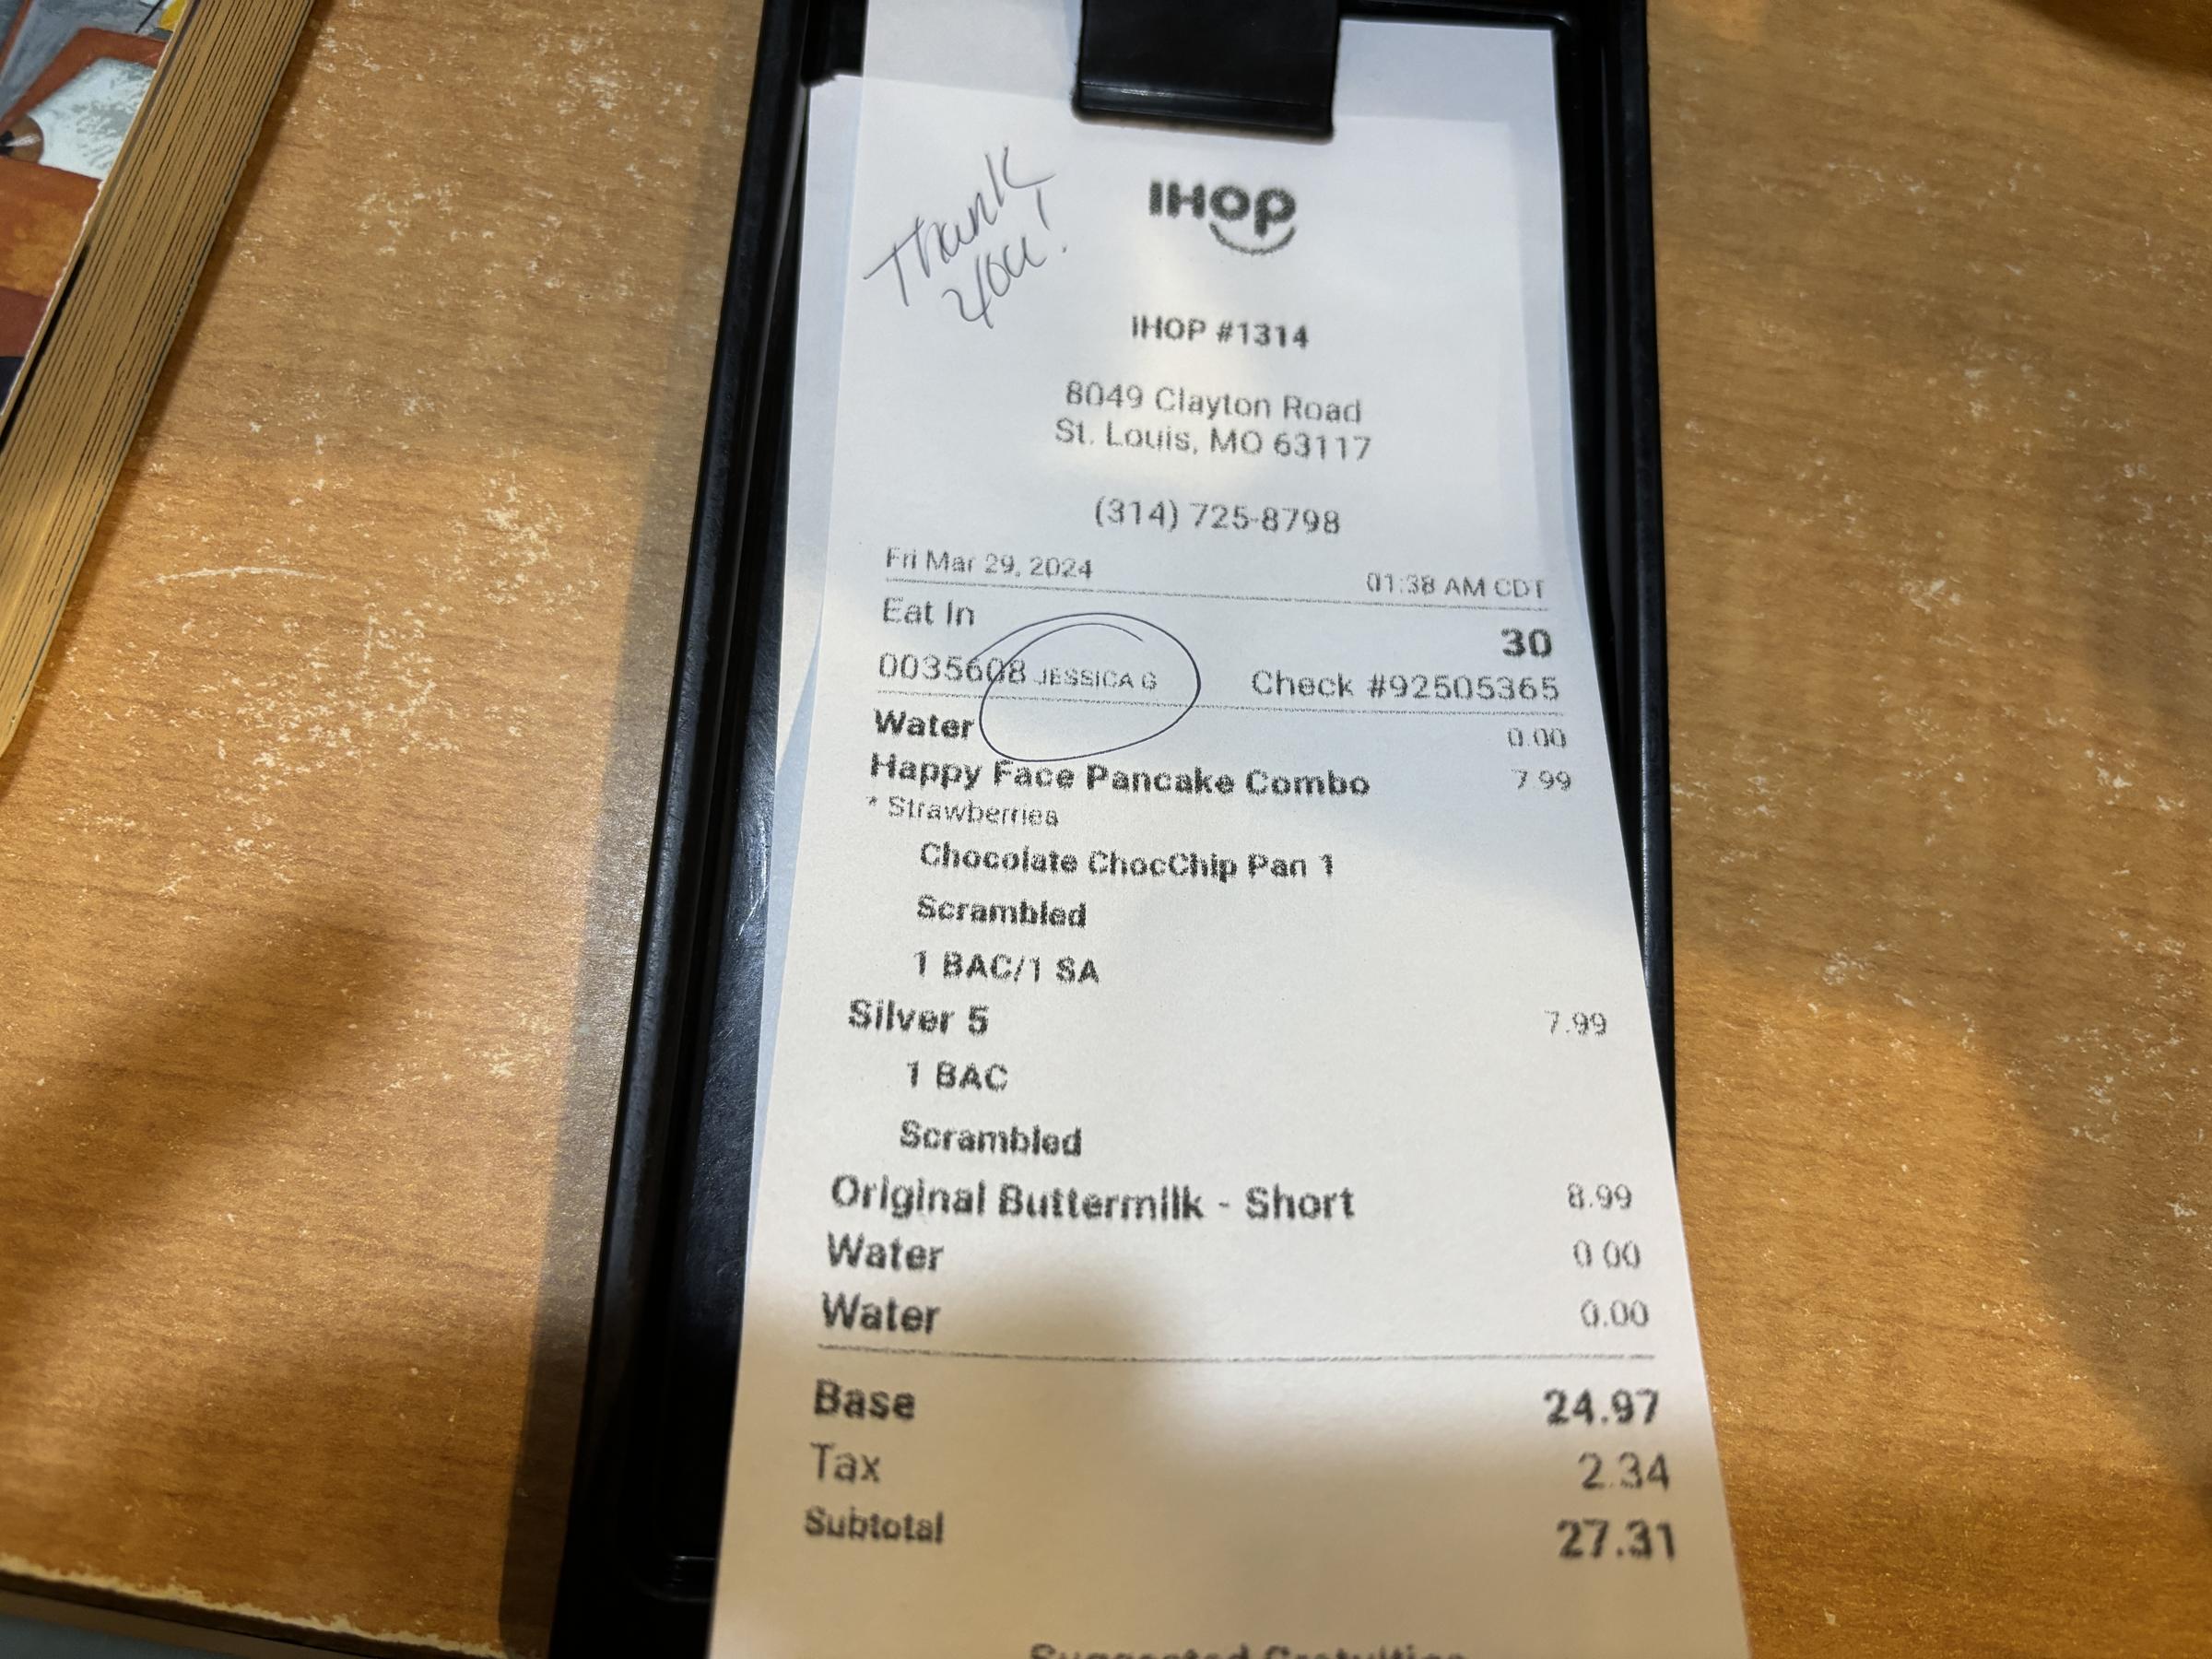 Thank
You!
IHOP
IHOP #1314
8049 Clayton Road
St. Louis, MO 63117
(314) 725-8798
Fri Mar 29, 2024 01:38 AM CDT
Eat In 30
0035608 JESSICA G Check #92505365
Water 0.00
Happy Face Pancake Combo 7.99
* Strawberries
Chocolate ChocChip Pan 1
Scrambled
1 BAC/1 SA
Silver 5 7.99
1 BAC
Scrambled
Original Buttermilk - Short 8.99
Water 0.00
Water 0.00
Base 24.97
Tax 2.34
Subtotal 27.31
Suggested Gratuities